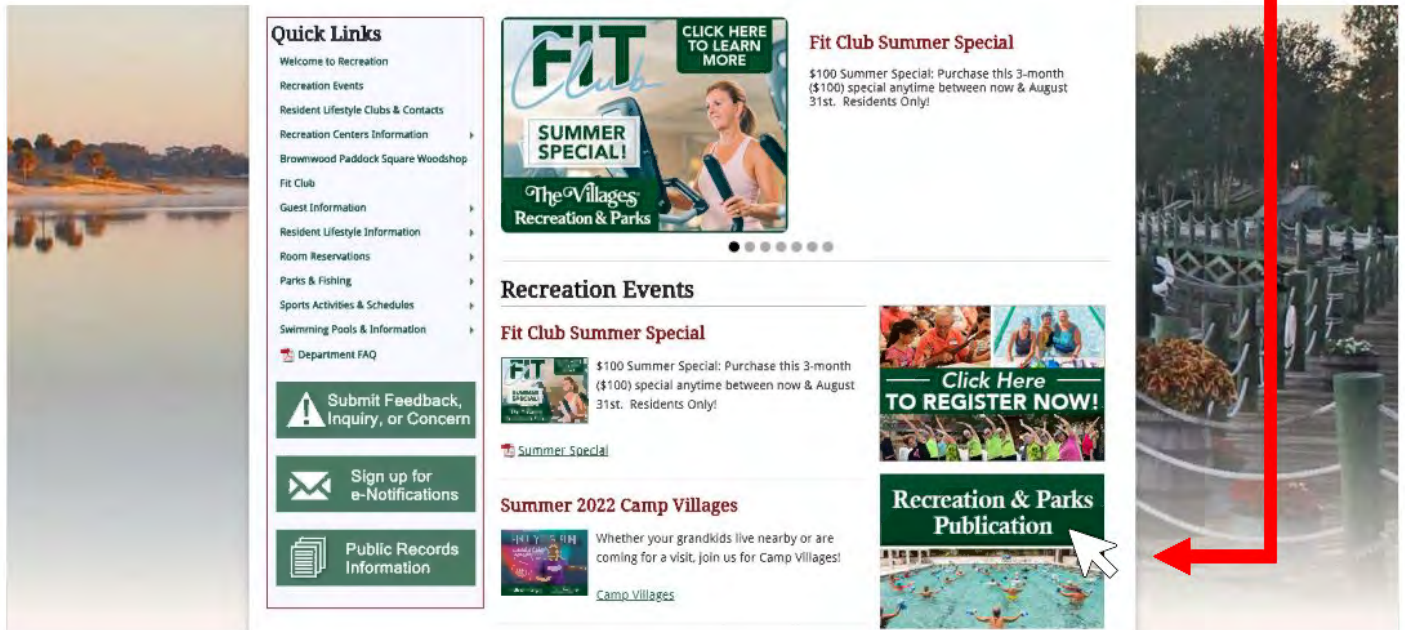 Quick Links
Welcome to Recreation
Recreation Events
Resident Lifestyle Clubs & Contacts
Recreation Centers Information
Brownwood Paddock Square Woodshop
Fit Club
Guest Information
Resident Lifestyle Information
Room Reservations
Parks & Fishing
Sports Activities & Schedules
Swimming Pools & Information
Department FAQ
Submit Feedback,
Inquiry, or Concern
Sign up for
e-Notifications
Public Records
Information
FIT
Club
CLICK HERE
TO LEARN
MORE
SUMMER
SPECIAL!
The Villages
Recreation & Parks
Fit Club Summer Special
$100 Summer Special: Purchase this 3-month
($100) special anytime between now & August
31st. Residents Only!
Recreation Events
Fit Club Summer Special
FIT
SUMMER
SPECIAL!
$100 Summer Special: Purchase this 3-month
($100) special anytime between now & August
31st. Residents Only!
Summer Special
Summer 2022 Camp Villages
Whether your grandkids live nearby or are
coming for a visit, join us for Camp Villages!
Camp Villages
Click Here
TO REGISTER NOW!
Recreation & Parks
Publication